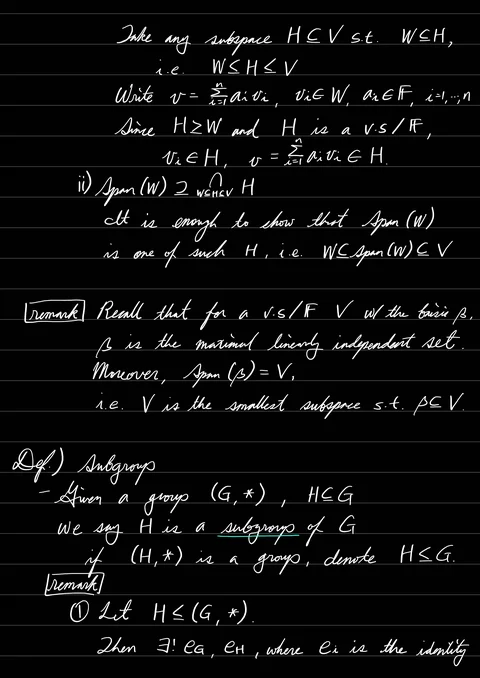 Take any subspace H ⊆ V s.t. W ⊆ H,
i.e. W ≤ H ≤ V
Write v = Σⁿᵢ₌₁ aᵢvᵢ, vᵢ ∈ W, aᵢ ∈ 𝔽, i=1,...,n
Since H ≥ W and H is a v.s/𝔽,
vᵢ ∈ H, v = Σⁿᵢ₌₁ aᵢvᵢ ∈ H.
ii) Span(W) ⊇ ∩_{W≤H≤V} H
It is enough to show that Span(W)
is one of such H, i.e. W ⊆ Span(W) ⊆ V
remark Recall that for a v.s/𝔽 V w/ the basis β,
β is the maximal linearly independent set.
Moreover, Span(β) = V,
i.e. V is the smallest subspace s.t. β ⊆ V.
Def.) Subgroup
- Given a group (G,*), H ⊆ G
we say H is a subgroup of G
if (H,*) is a group, denote H ≤ G.
remark
① Let H ≤ (G,*).
Then ∃! e_G, e_H, where e_i is the identity